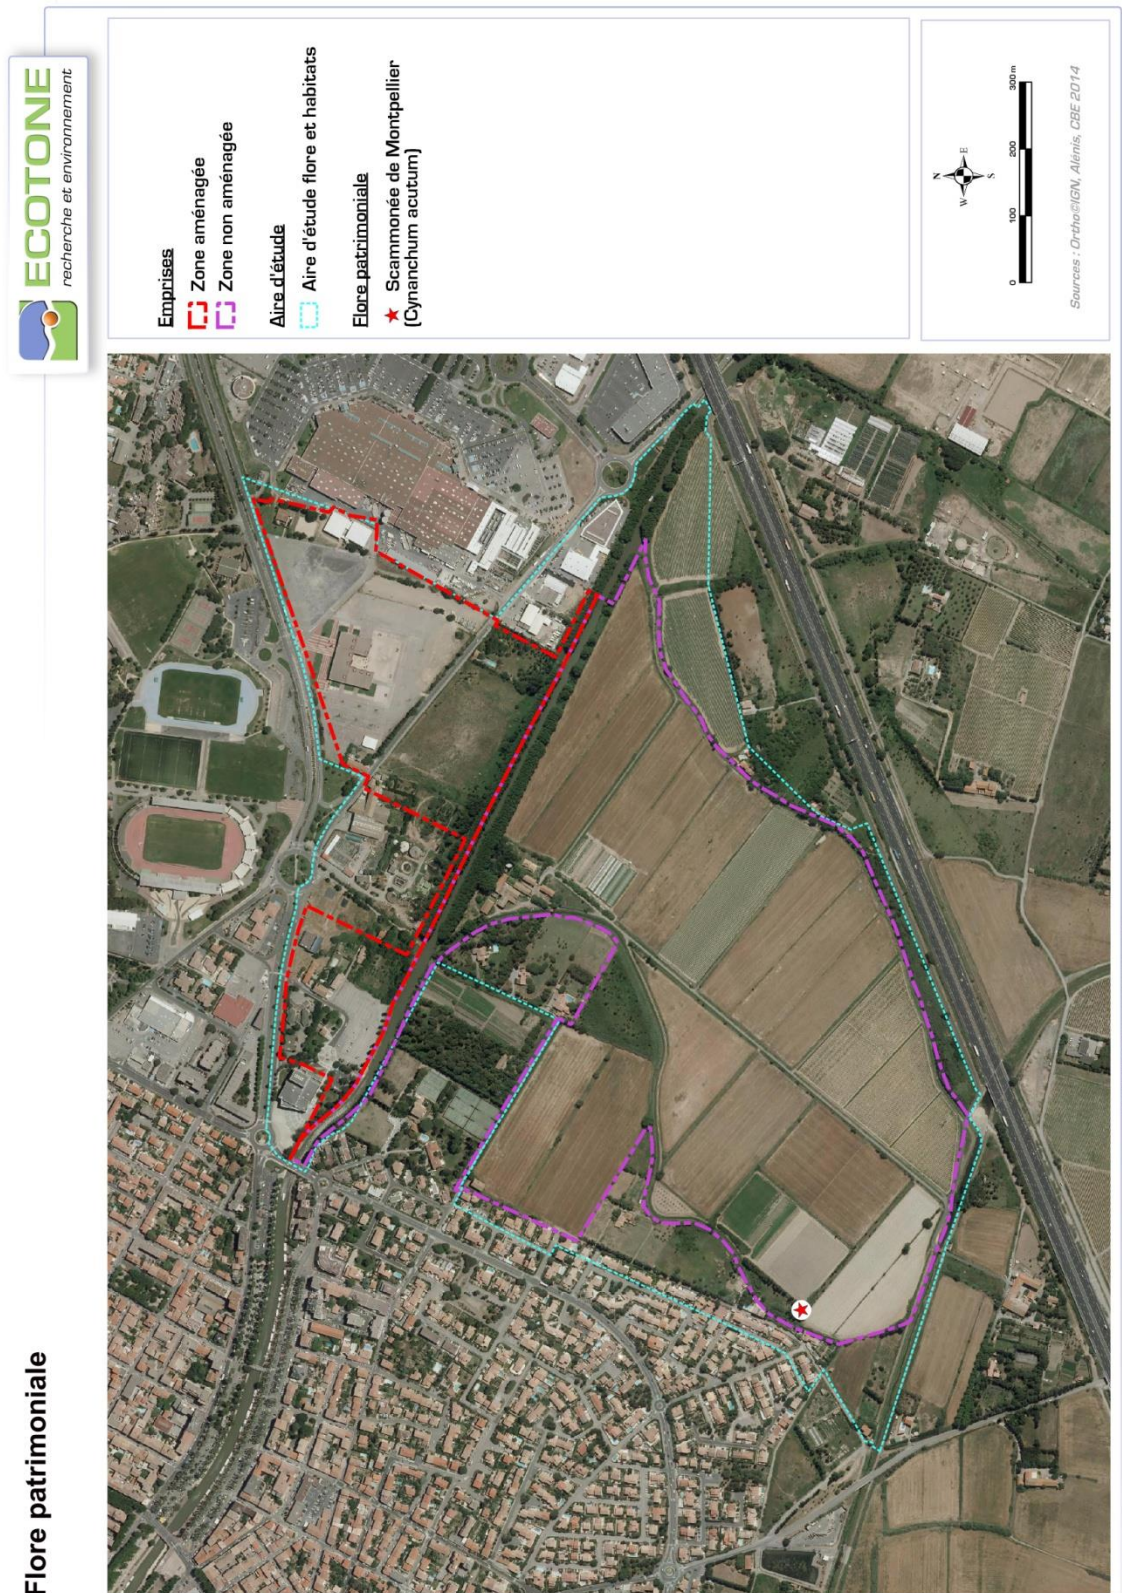 Flore patrimoniale
ECOTONE
recherche et environnement
Emprises
Zone aménagée
Zone non aménagée
Aire d'étude
Aire d'étude flore et habitats
Flore patrimoniale
Scammonée de Montpellier
(Cynanchum acutum)
N
W
E
S
0 100 200 300 m
Sources : Ortho©IGN, Alénis, CBE 2014